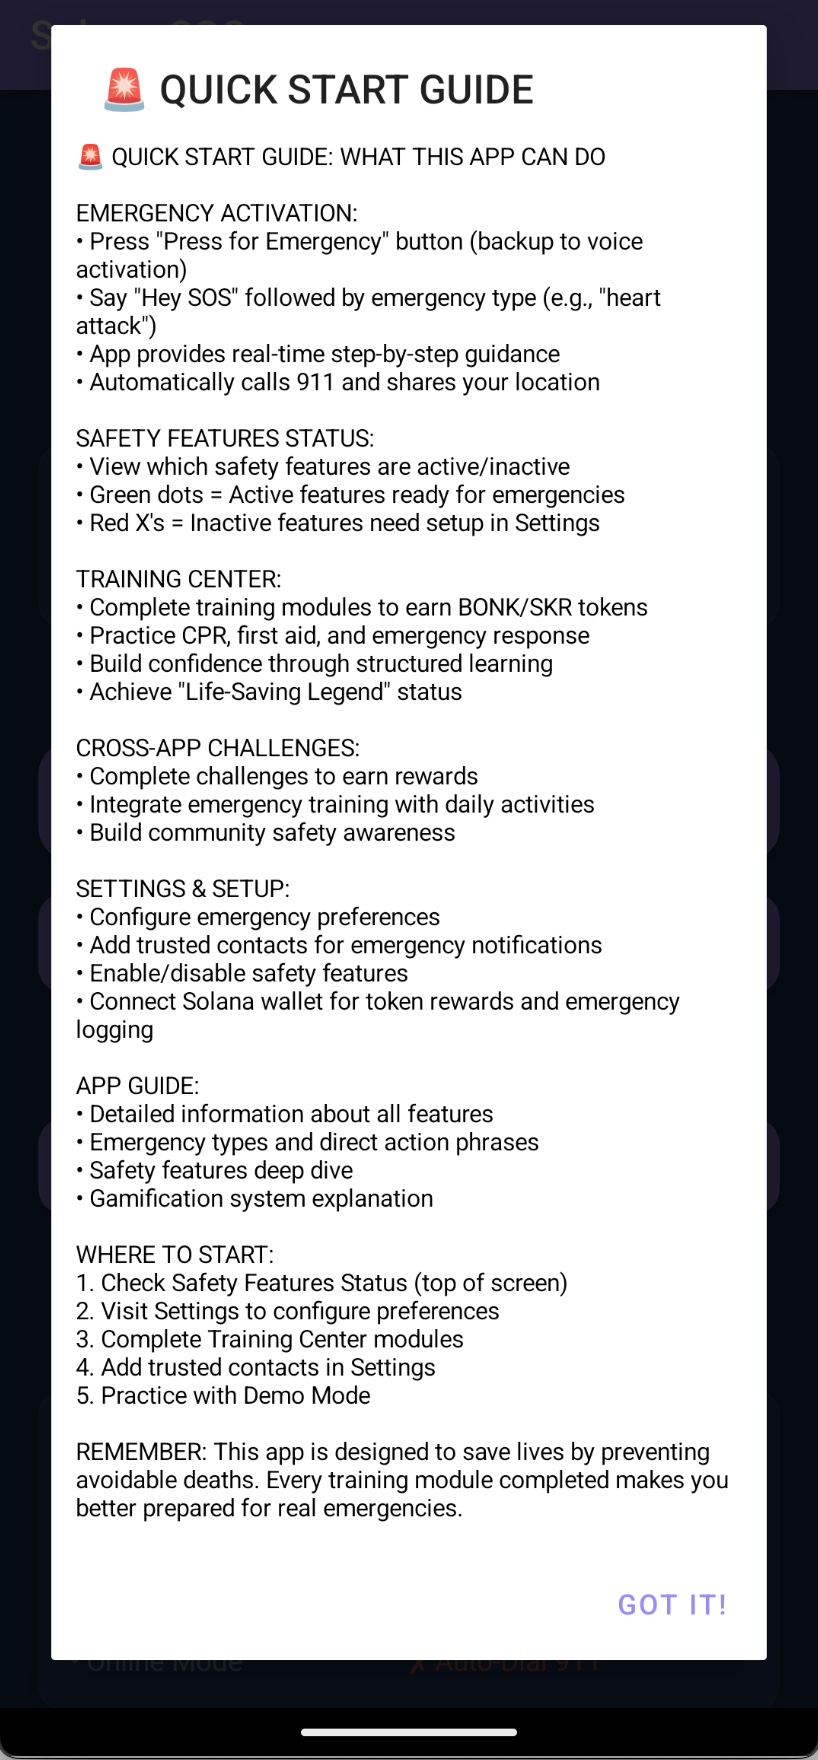 🚨 QUICK START GUIDE
🚨 QUICK START GUIDE: WHAT THIS APP CAN DO
EMERGENCY ACTIVATION:
• Press "Press for Emergency" button (backup to voice
activation)
• Say "Hey SOS" followed by emergency type (e.g., "heart
attack")
• App provides real-time step-by-step guidance
• Automatically calls 911 and shares your location
SAFETY FEATURES STATUS:
• View which safety features are active/inactive
• Green dots = Active features ready for emergencies
• Red X's = Inactive features need setup in Settings
TRAINING CENTER:
• Complete training modules to earn BONK/SKR tokens
• Practice CPR, first aid, and emergency response
• Build confidence through structured learning
• Achieve "Life-Saving Legend" status
CROSS-APP CHALLENGES:
• Complete challenges to earn rewards
• Integrate emergency training with daily activities
• Build community safety awareness
SETTINGS & SETUP:
• Configure emergency preferences
• Add trusted contacts for emergency notifications
• Enable/disable safety features
• Connect Solana wallet for token rewards and emergency
logging
APP GUIDE:
• Detailed information about all features
• Emergency types and direct action phrases
• Safety features deep dive
• Gamification system explanation
WHERE TO START:
1. Check Safety Features Status (top of screen)
2. Visit Settings to configure preferences
3. Complete Training Center modules
4. Add trusted contacts in Settings
5. Practice with Demo Mode
REMEMBER: This app is designed to save lives by preventing
avoidable deaths. Every training module completed makes you
better prepared for real emergencies.
GOT IT!
• Online Mode ✗ Auto-Dial 911